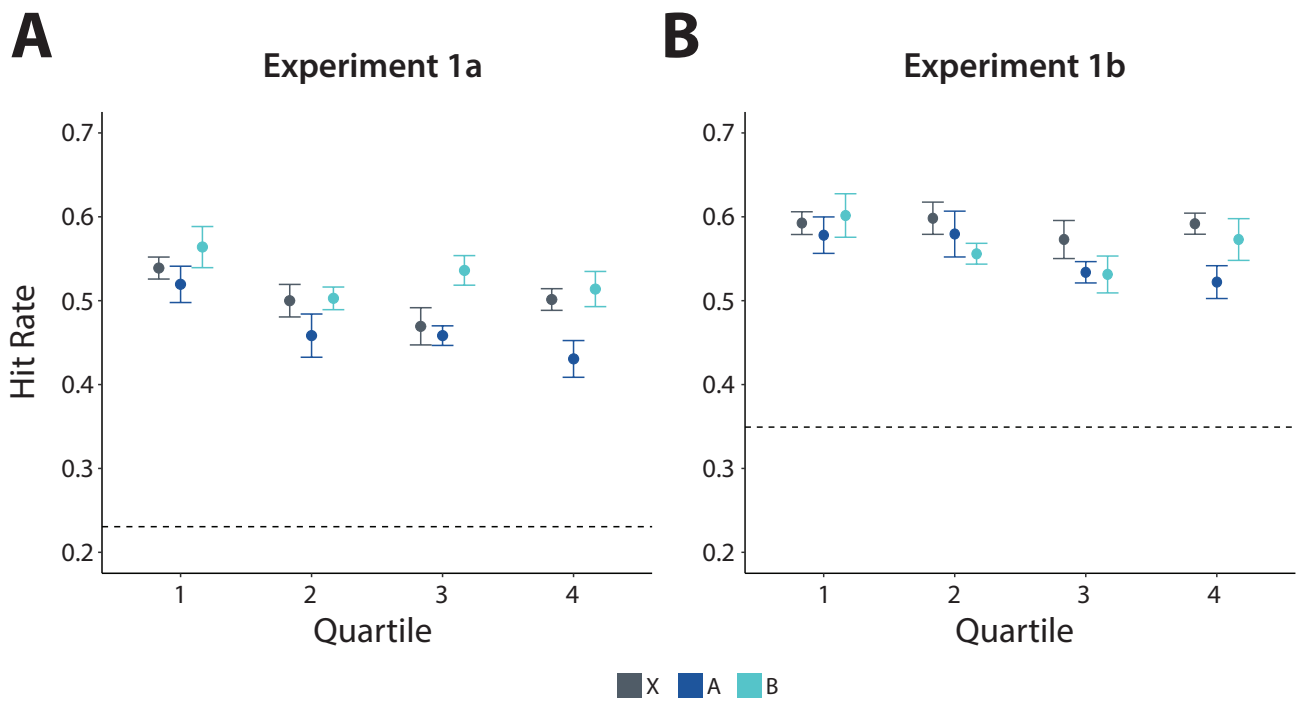 A
Experiment 1a
Hit Rate
0.7
0.6
0.5
0.4
0.3
0.2
1 2 3 4
Quartile
B
Experiment 1b
0.7
0.6
0.5
0.4
0.3
0.2
1 2 3 4
Quartile
X A B